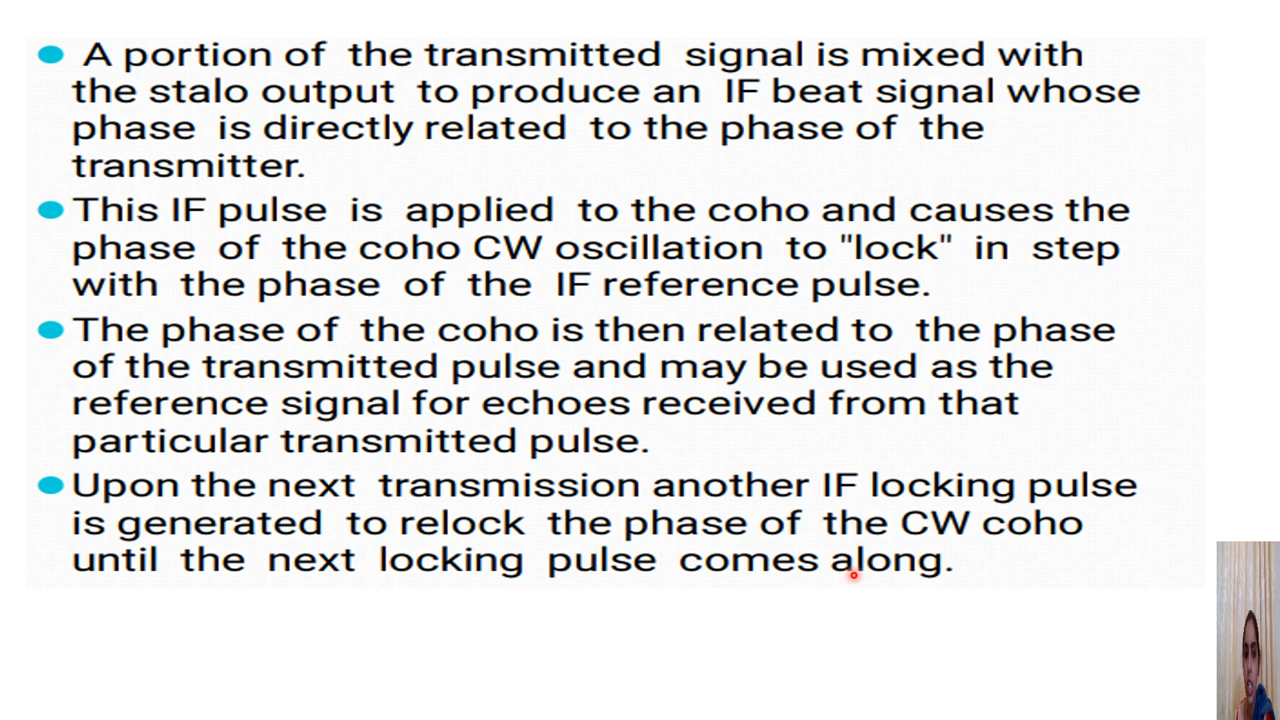 A portion of the transmitted signal is mixed with
the stalo output to produce an IF beat signal whose
phase is directly related to the phase of the
transmitter.
This IF pulse is applied to the coho and causes the
phase of the coho CW oscillation to "lock" in step
with the phase of the IF reference pulse.
The phase of the coho is then related to the phase
of the transmitted pulse and may be used as the
reference signal for echoes received from that
particular transmitted pulse.
Upon the next transmission another IF locking pulse
is generated to relock the phase of the CW coho
until the next locking pulse comes along.